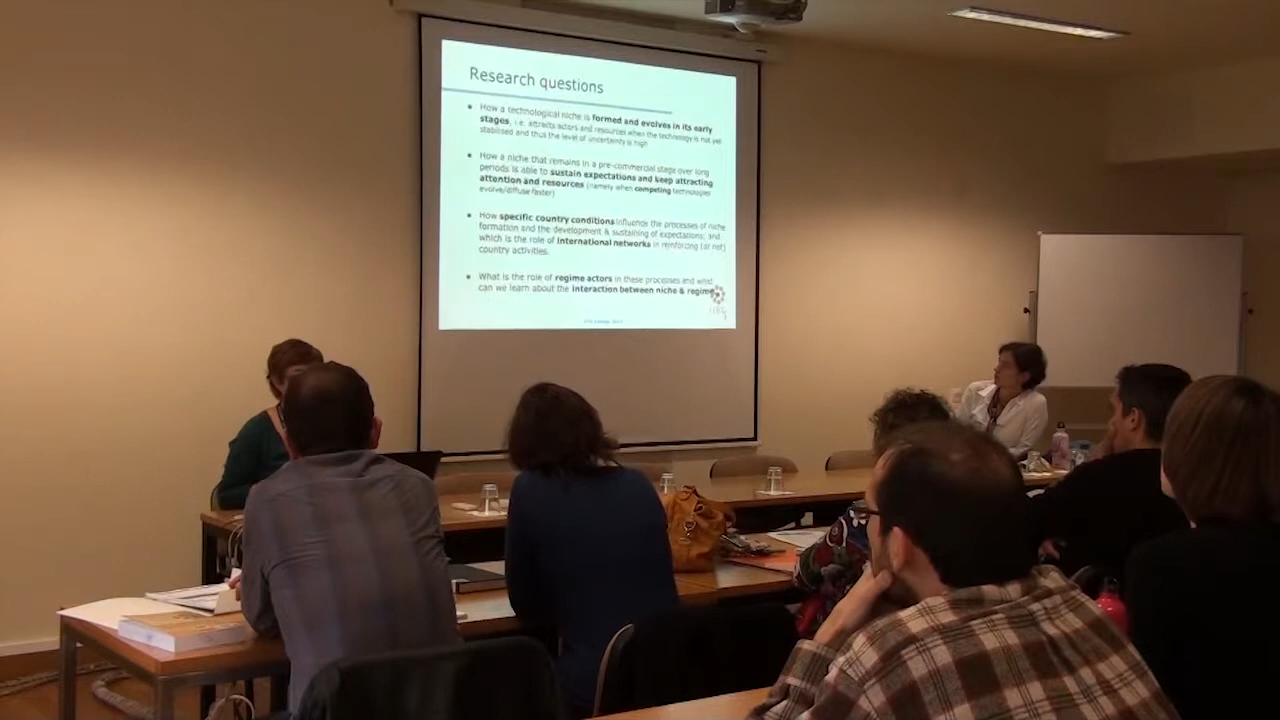 Research questions
• How a technological niche is formed and evolves in its early
stages, i.e. attracts actors and resources when the technology is not yet
stabilised and thus the level of uncertainty is high
• How a niche that remains in a pre-commercial stage over long
periods is able to sustain expectations and keep attracting
attention and resources (namely when competing technologies
evolve/diffuse faster)
• How specific country conditions influence the processes of niche
formation and the development & sustaining of expectations; and
which is the role of international networks in reinforcing (or not)
country activities.
• What is the role of regime actors in these processes and what
can we learn about the interaction between niche & regime